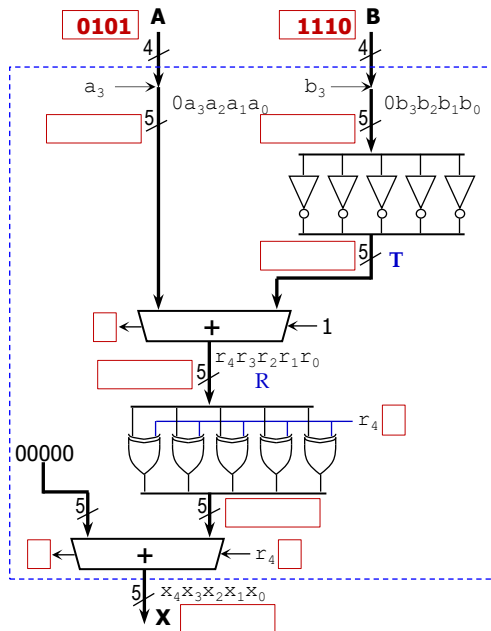 A B
0101 1110
4 4
a₃ b₃
0a₃a₂a₁a₀ 0b₃b₂b₁b₀
5 5
5 T
+ 1
r₄r₃r₂r₁r₀
5 R
r₄
00000
5 5
+ r₄
5 x₄x₃x₂x₁x₀
X